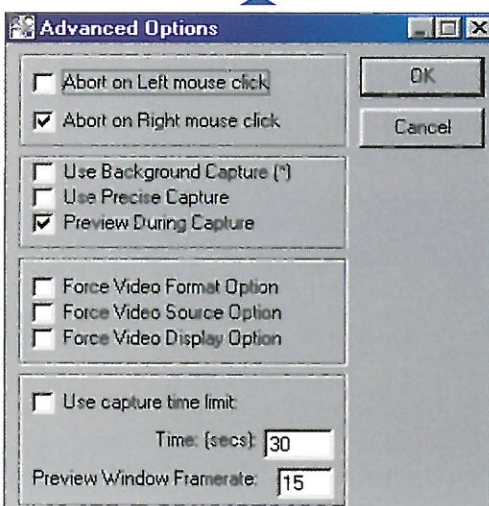 Advanced Options
Abort on Left mouse click
OK
Abort on Right mouse click
Cancel
Use Background Capture (*)
Use Precise Capture
Preview During Capture
Force Video Format Option
Force Video Source Option
Force Video Display Option
Use capture time limit:
Time: (secs): 30
Preview Window Framerate: 15